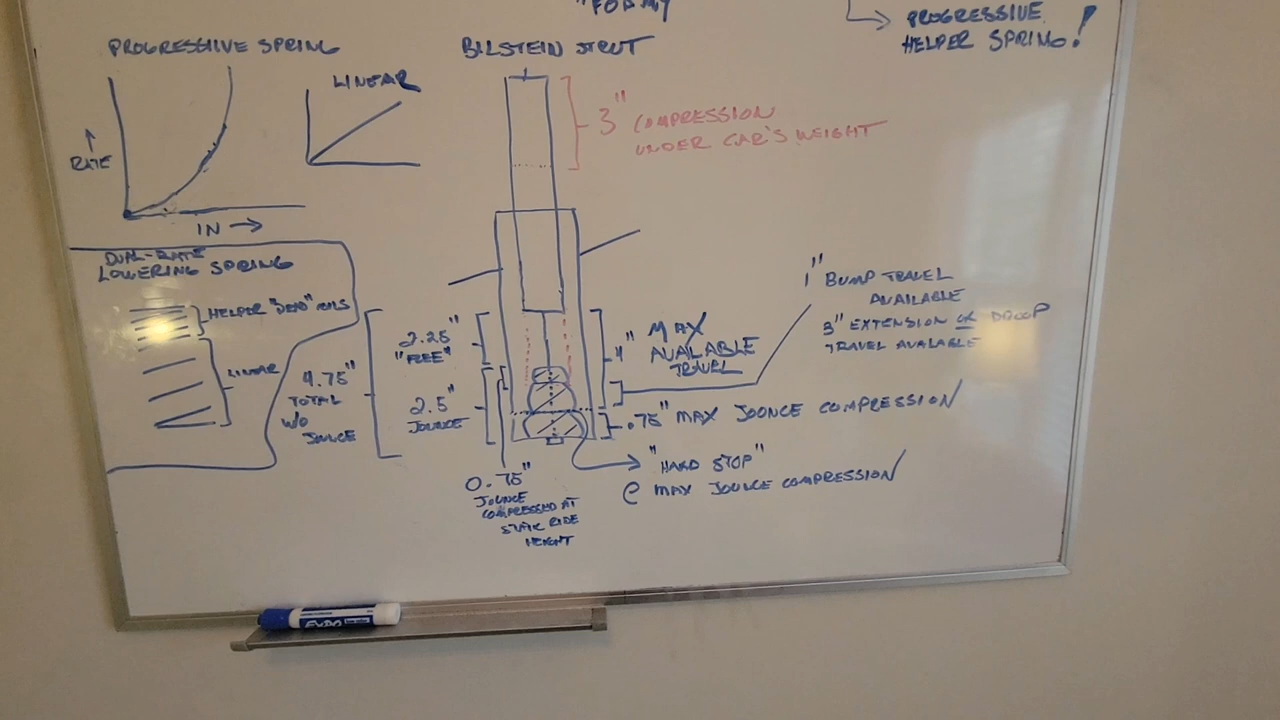 PROGRESSIVE
HELPER SPRING!
PROGRESSIVE SPRING
LINEAR
RATE
IN
BILSTEIN STRUT
3" COMPRESSION
UNDER CAR'S WEIGHT
DUAL-RATE
LOWERING SPRING
HELPER "DEAD" COILS
LINEAR
4.75"
TOTAL
W/O
JOUNCE
2.25"
"FREE"
2.5"
JOUNCE
4" MAX
AVAILABLE
TRAVEL
1" BUMP TRAVEL
AVAILABLE
3" EXTENSION OR DROOP
TRAVEL AVAILABLE
.75" MAX JOUNCE COMPRESSION
"HARD STOP"
@ MAX JOUNCE COMPRESSION
0.75"
JOUNCE
COMPRESSED AT
STATIC RIDE
HEIGHT
EXPO